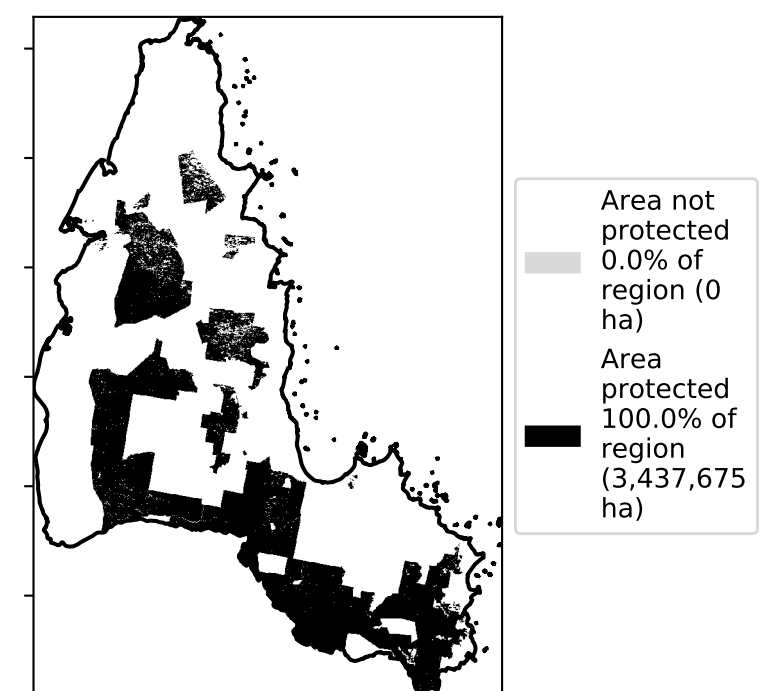 Area not
protected
0.0% of
region (0
ha)
Area
protected
100.0% of
region
(3,437,675
ha)